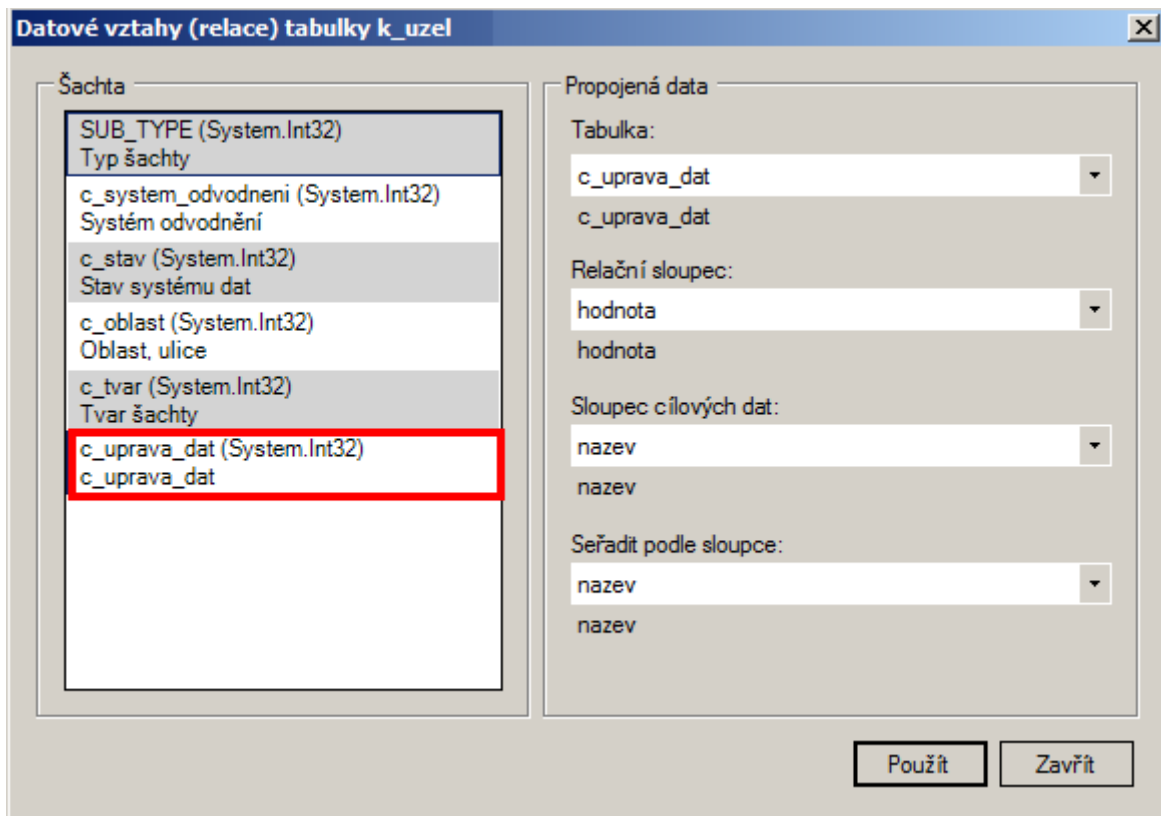 Datové vztahy (relace) tabulky k_uzel
Šachta
SUB_TYPE (System.Int32)
Typ šachty
c_system_odvodneni (System.Int32)
Systém odvodnění
c_stav (System.Int32)
Stav systému dat
c_oblast (System.Int32)
Oblast, ulice
c_tvar (System.Int32)
Tvar šachty
c_uprava_dat (System.Int32)
c_uprava_dat
Propojená data
Tabulka:
c_uprava_dat
c_uprava_dat
Relační sloupec:
hodnota
hodnota
Sloupec cílových dat:
nazev
nazev
Seřadit podle sloupce:
nazev
nazev
Použít
Zavřít